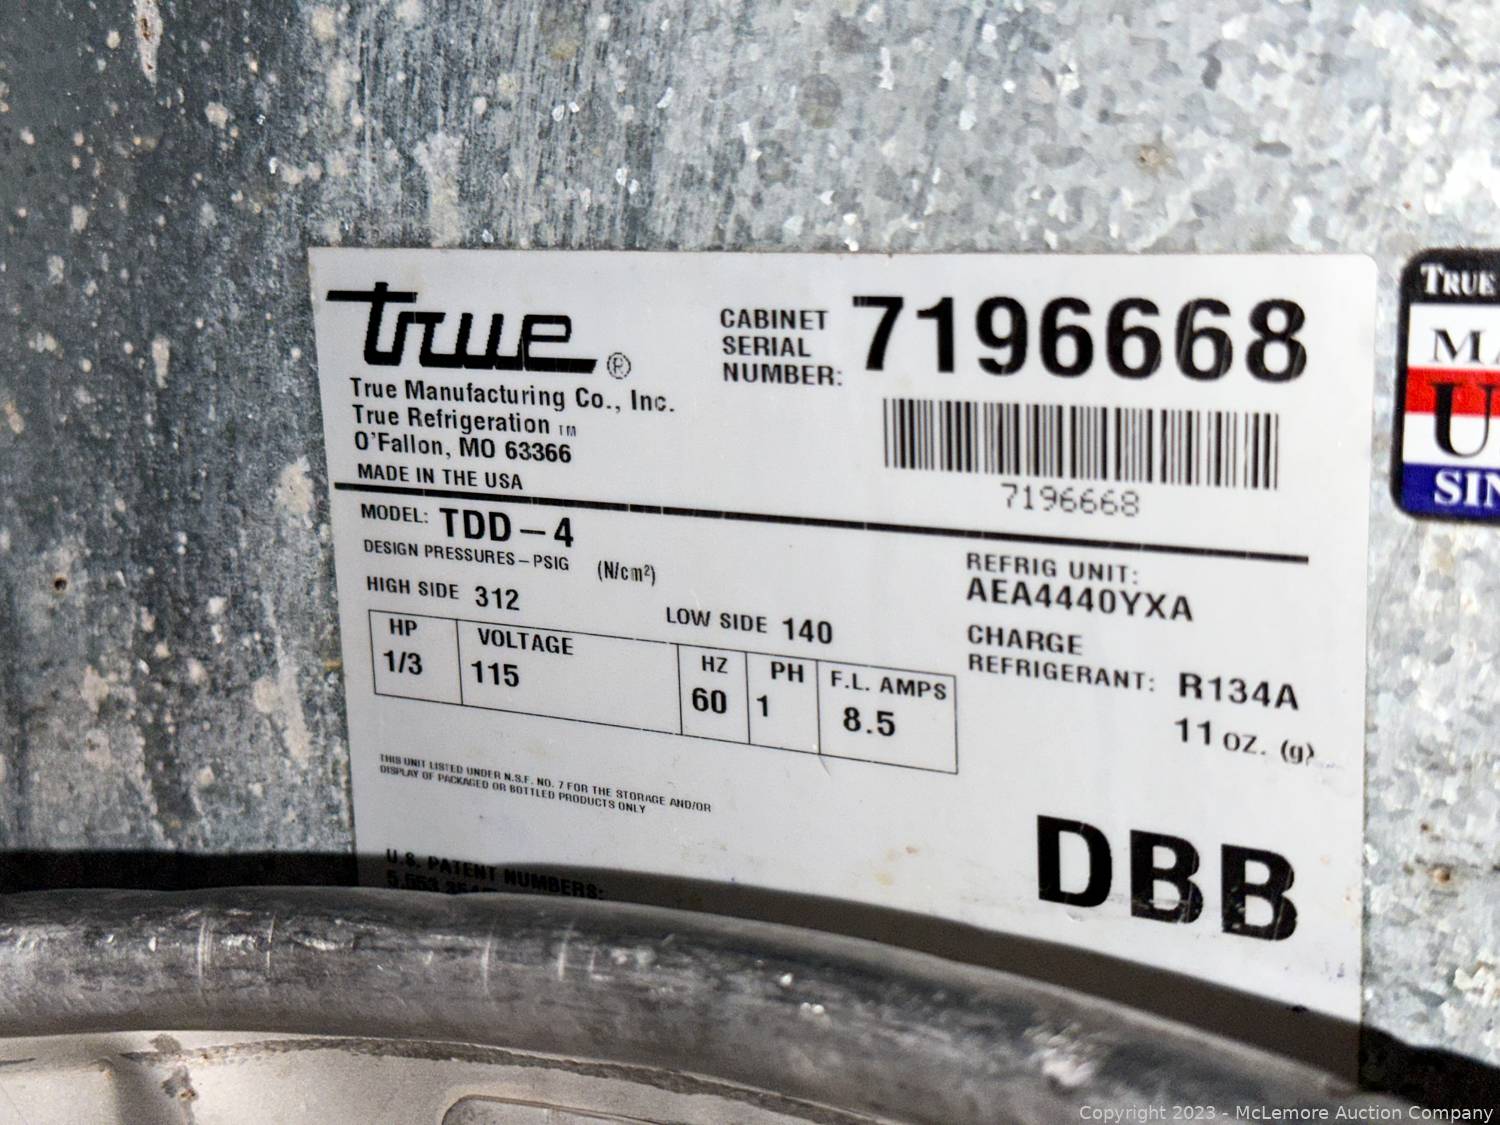 true®
True Manufacturing Co., Inc.
True Refrigeration TM
O'Fallon, MO 63366
MADE IN THE USA
CABINET
SERIAL
NUMBER:
7196668
7196668
MODEL: TDD-4
DESIGN PRESSURES-PSIG (N/cm²)
HIGH SIDE 312
LOW SIDE 140
REFRIG UNIT:
AEA4440YXA
CHARGE
REFRIGERANT: R134A
11 oz. (g)
HP VOLTAGE HZ PH F.L. AMPS
1/3 115 60 1 8.5
THIS UNIT LISTED UNDER N.S.F. NO. 7 FOR THE STORAGE AND/OR
DISPLAY OF PACKAGED OR BOTTLED PRODUCTS ONLY
DBB
U.S. PATENT NUMBERS:
TRUE
Copyright 2023 - McLemore Auction Company